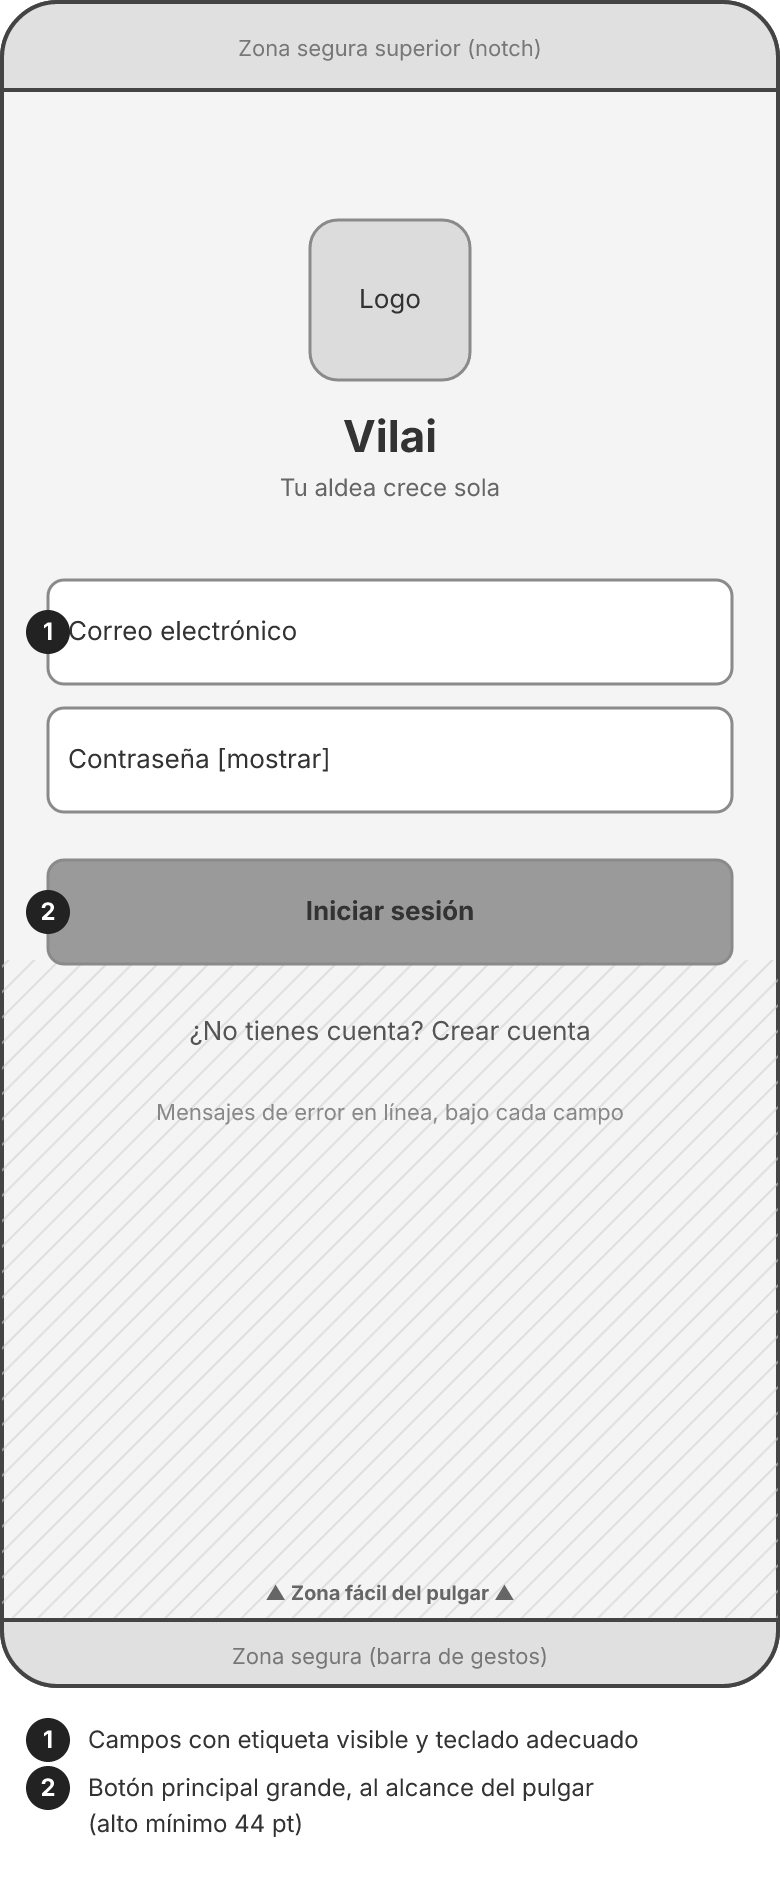 Zona segura superior (notch)
Logo
Vilai
Tu aldea crece sola
1 Correo electrónico
Contraseña [mostrar]
2 Iniciar sesión
¿No tienes cuenta? Crear cuenta
Mensajes de error en línea, bajo cada campo
▲ Zona fácil del pulgar ▲
Zona segura (barra de gestos)
1 Campos con etiqueta visible y teclado adecuado
2 Botón principal grande, al alcance del pulgar
(alto mínimo 44 pt)